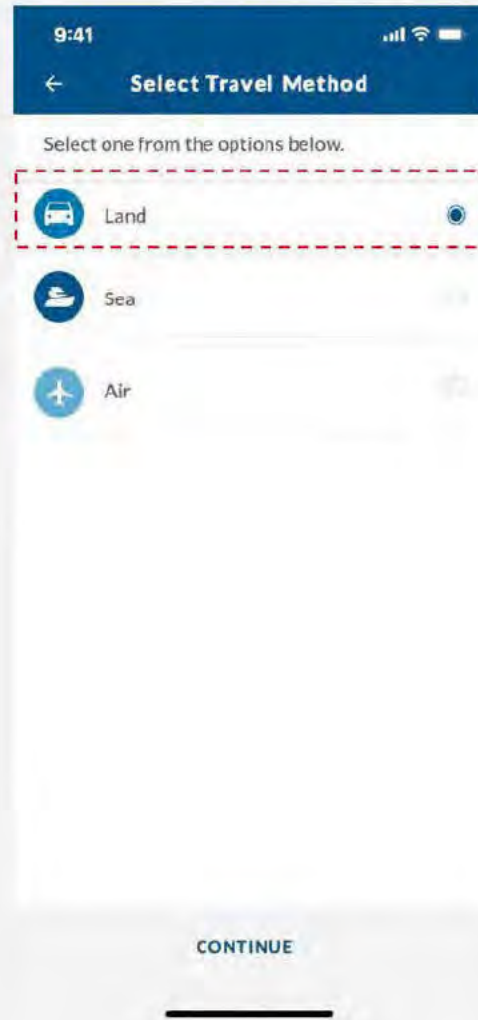 9:41
Select Travel Method
Select one from the options below.
Land
Sea
Air
CONTINUE